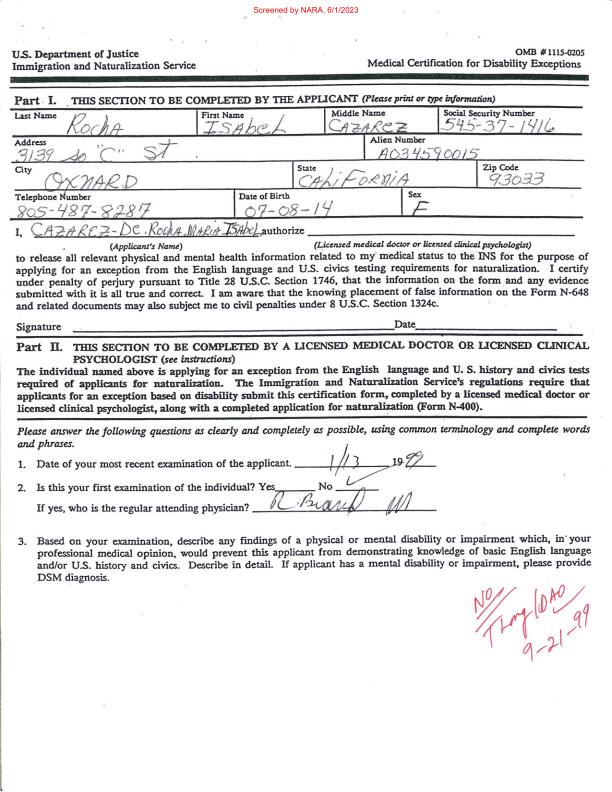 Screened by NARA, 6/1/2023
U.S. Department of Justice
OMB #1115-0205
Immigration and Naturalization Service
Medical Certification for Disability Exceptions
Part I. THIS SECTION TO BE COMPLETED BY THE APPLICANT (Please print or type information)
Last Name First Name Middle Name Social Security Number
Rocha ISAbeL CAZAREZ 545-37-1416
Address Alien Number
3139 so "C" St. A034590015
City State Zip Code
OXNARD CALiFORNiA 93033
Telephone Number Date of Birth Sex
805-487-8287 07-08-14 F
I, CAZAREZ-De.Rocha.MARiA ISAbeL, authorize
(Applicant's Name) (Licensed medical doctor or licensed clinical psychologist)
to release all relevant physical and mental health information related to my medical status to the INS for the purpose of
applying for an exception from the English language and U.S. civics testing requirements for naturalization. I certify
under penalty of perjury pursuant to Title 28 U.S.C. Section 1746, that the information on the form and any evidence
submitted with it is all true and correct. I am aware that the knowing placement of false information on the Form N-648
and related documents may also subject me to civil penalties under 8 U.S.C. Section 1324c.
Signature Date
Part II. THIS SECTION TO BE COMPLETED BY A LICENSED MEDICAL DOCTOR OR LICENSED CLINICAL
PSYCHOLOGIST (see instructions)
The individual named above is applying for an exception from the English language and U. S. history and civics tests
required of applicants for naturalization. The Immigration and Naturalization Service's regulations require that
applicants for an exception based on disability submit this certification form, completed by a licensed medical doctor or
licensed clinical psychologist, along with a completed application for naturalization (Form N-400).
Please answer the following questions as clearly and completely as possible, using common terminology and complete words
and phrases.
1. Date of your most recent examination of the applicant. 1/13 1999
2. Is this your first examination of the individual? Yes No ✓
If yes, who is the regular attending physician? R.
3. Based on your examination, describe any findings of a physical or mental disability or impairment which, in your
professional medical opinion, would prevent this applicant from demonstrating knowledge of basic English language
and/or U.S. history and civics. Describe in detail. If applicant has a mental disability or impairment, please provide
DSM diagnosis.
NO
DAO
9-21-99